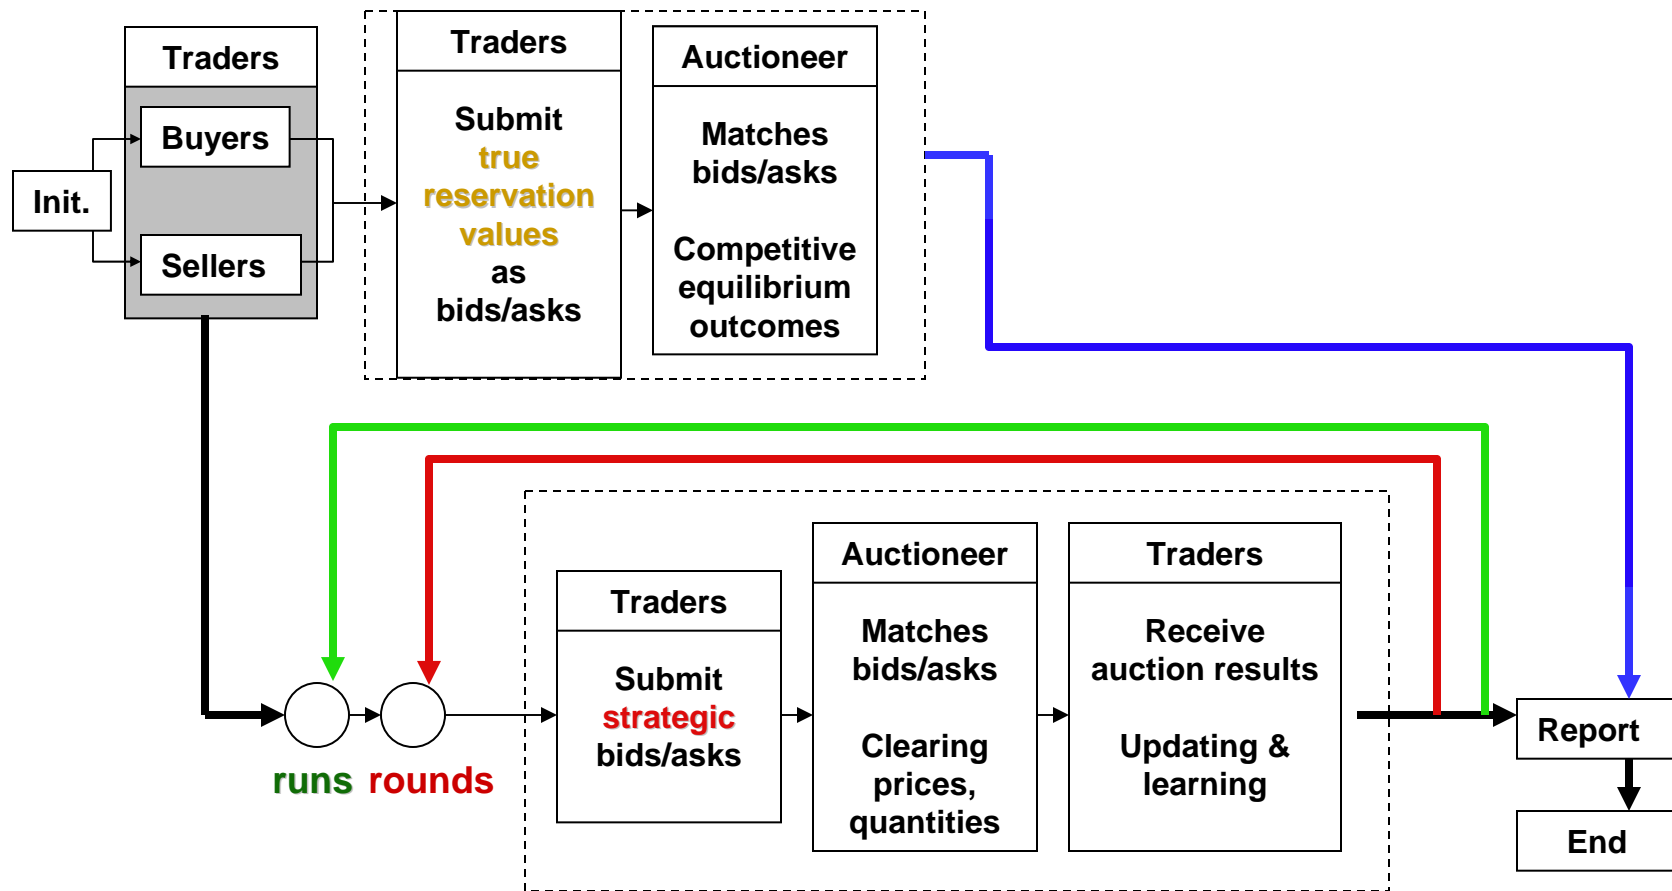 Init.
Traders
Buyers
Sellers
Traders
Submit
true
reservation
values
as
bids/asks
Auctioneer
Matches
bids/asks
Competitive
equilibrium
outcomes
runs
rounds
Traders
Submit
strategic
bids/asks
Auctioneer
Matches
bids/asks
Clearing
prices,
quantities
Traders
Receive
auction results
Updating &
learning
Report
End